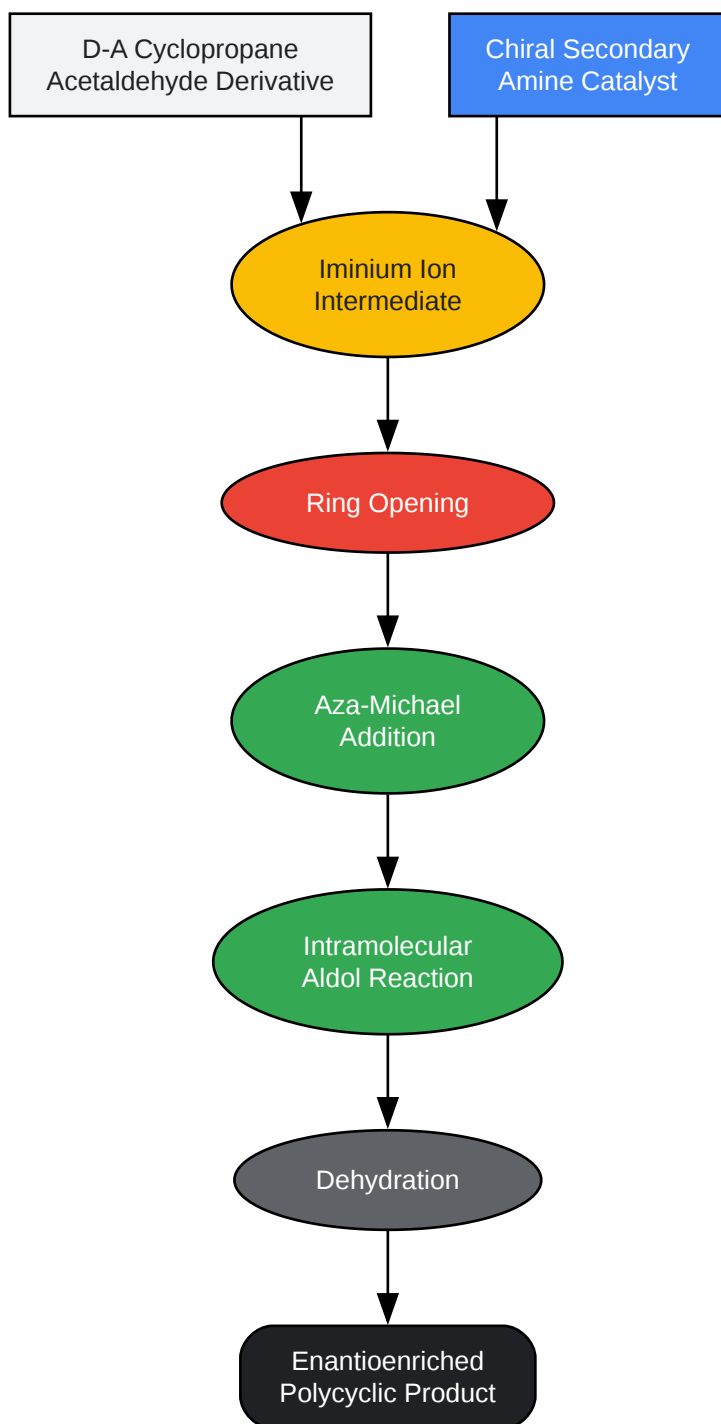 D-A Cyclopropane
Acetaldehyde Derivative
Chiral Secondary
Amine Catalyst
Iminium Ion
Intermediate
Ring Opening
Aza-Michael
Addition
Intramolecular
Aldol Reaction
Dehydration
Enantioenriched
Polycyclic Product